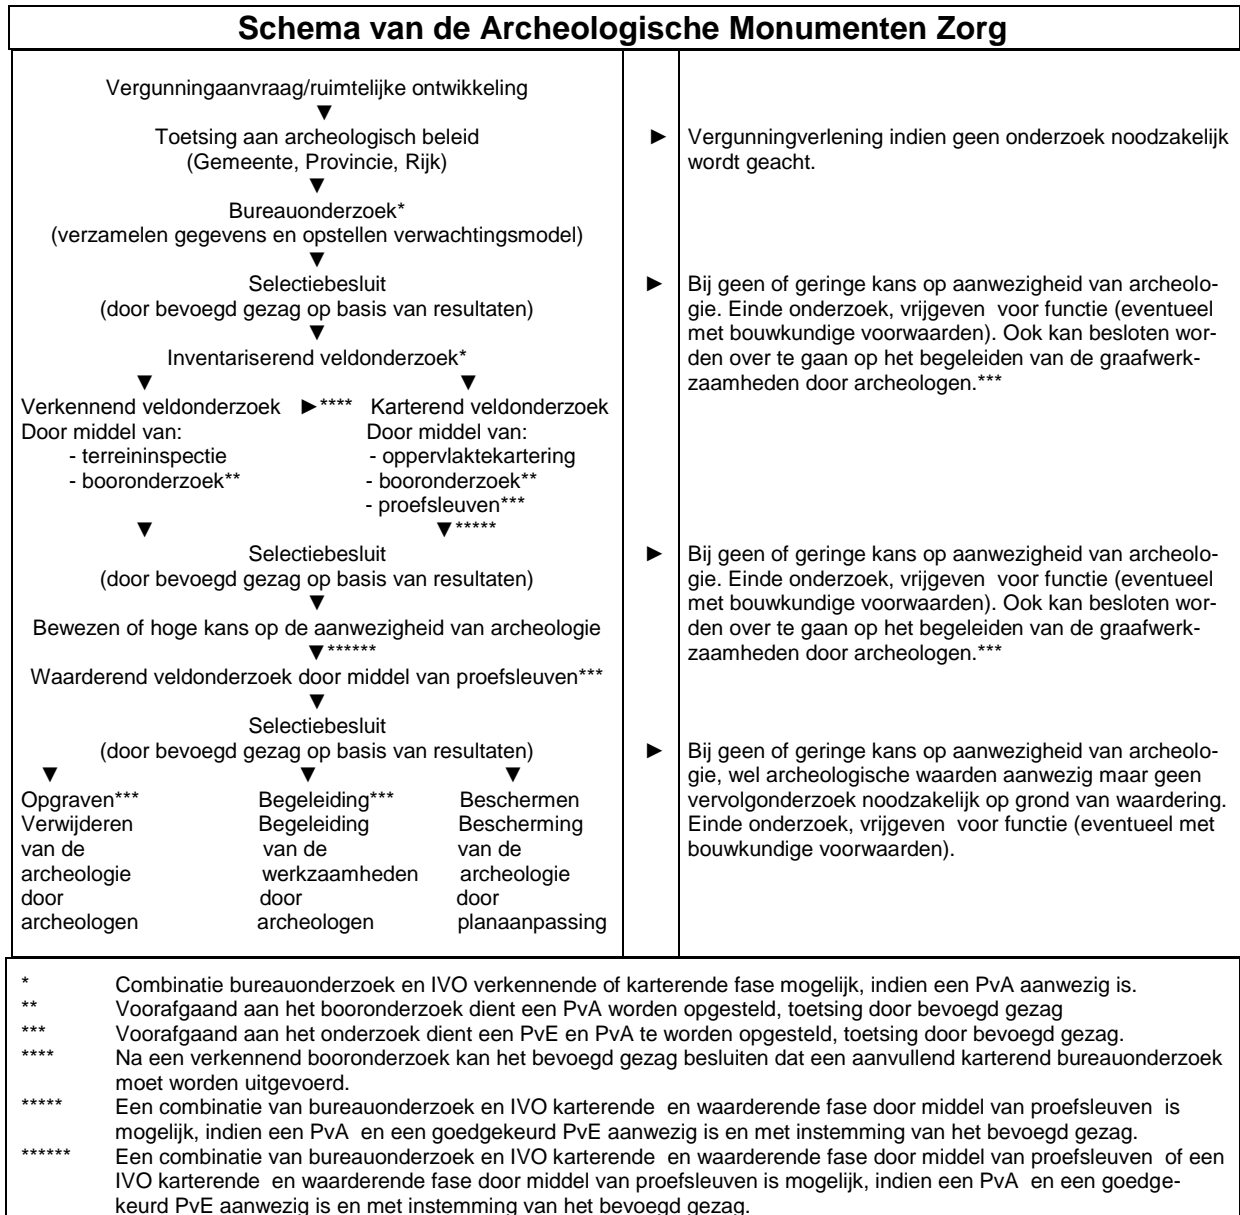 Schema van de Archeologische Monumenten Zorg
Vergunningaanvraag/ruimtelijke ontwikkeling
▼
Toetsing aan archeologisch beleid
(Gemeente, Provincie, Rijk)
► Vergunningverlening indien geen onderzoek noodzakelijk
wordt geacht.
▼
Bureauonderzoek*
(verzamelen gegevens en opstellen verwachtingsmodel)
▼
Selectiebesluit
(door bevoegd gezag op basis van resultaten)
► Bij geen of geringe kans op aanwezigheid van archeolo-
gie. Einde onderzoek, vrijgeven voor functie (eventueel
met bouwkundige voorwaarden). Ook kan besloten wor-
den over te gaan op het begeleiden van de graafwerk-
zaamheden door archeologen.***
▼
Inventariserend veldonderzoek*
▼ ▼
Verkennend veldonderzoek ►**** Karterend veldonderzoek
Door middel van: Door middel van:
- terreininspectie - oppervlaktekartering
- booronderzoek** - booronderzoek**
- proefsleuven***
▼ ▼*****
Selectiebesluit
(door bevoegd gezag op basis van resultaten)
► Bij geen of geringe kans op aanwezigheid van archeolo-
gie. Einde onderzoek, vrijgeven voor functie (eventueel
met bouwkundige voorwaarden). Ook kan besloten wor-
den over te gaan op het begeleiden van de graafwerk-
zaamheden door archeologen.***
▼
Bewezen of hoge kans op de aanwezigheid van archeologie
▼******
Waarderend veldonderzoek door middel van proefsleuven***
▼
Selectiebesluit
(door bevoegd gezag op basis van resultaten)
► Bij geen of geringe kans op aanwezigheid van archeolo-
gie, wel archeologische waarden aanwezig maar geen
vervolgonderzoek noodzakelijk op grond van waardering.
Einde onderzoek, vrijgeven voor functie (eventueel met
bouwkundige voorwaarden).
▼ ▼ ▼
Opgraven*** Begeleiding*** Beschermen
Verwijderen Begeleiding Bescherming
van de van de van de
archeologie werkzaamheden archeologie
door door door
archeologen archeologen planaanpassing
* Combinatie bureauonderzoek en IVO verkennende of karterende fase mogelijk, indien een PvA aanwezig is.
** Voorafgaand aan het booronderzoek dient een PvA worden opgesteld, toetsing door bevoegd gezag
*** Voorafgaand aan het onderzoek dient een PvE en PvA te worden opgesteld, toetsing door bevoegd gezag.
**** Na een verkennend booronderzoek kan het bevoegd gezag besluiten dat een aanvullend karterend bureauonderzoek
moet worden uitgevoerd.
***** Een combinatie van bureauonderzoek en IVO karterende en waarderende fase door middel van proefsleuven is
mogelijk, indien een PvA en een goedgekeurd PvE aanwezig is en met instemming van het bevoegd gezag.
****** Een combinatie van bureauonderzoek en IVO karterende en waarderende fase door middel van proefsleuven of een
IVO karterende en waarderende fase door middel van proefsleuven is mogelijk, indien een PvA en een goedge-
keurd PvE aanwezig is en met instemming van het bevoegd gezag.